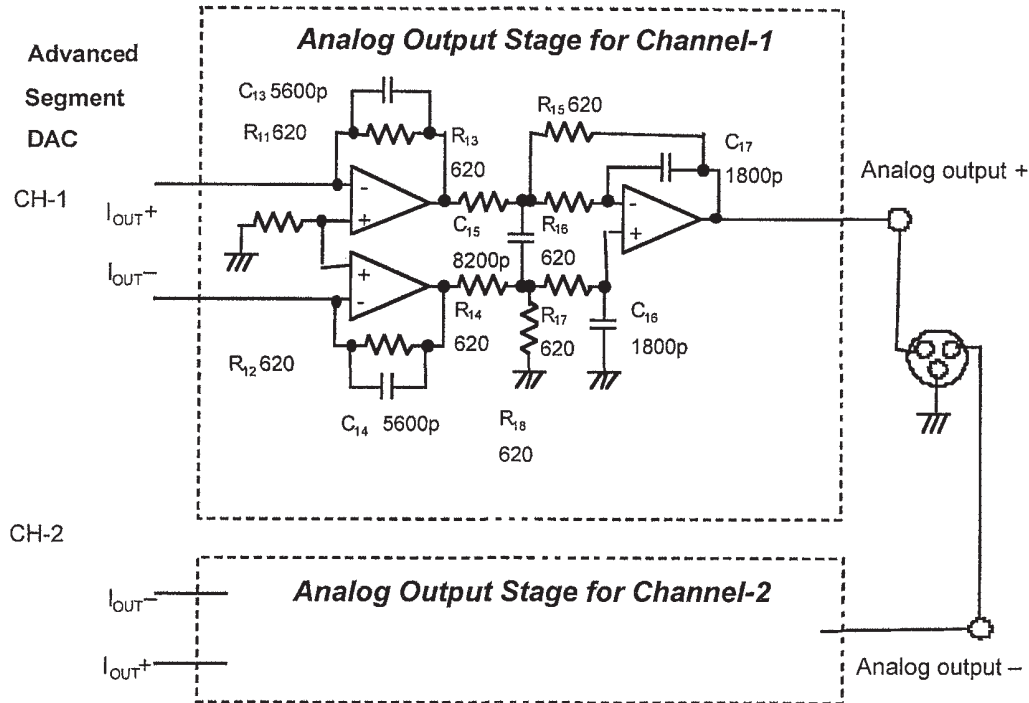 Analog Output Stage for Channel-1
Advanced
Segment
DAC
C13 5600p
R11 620
R13
620
R15 620
C17
1800p
Analog output +
CH-1
IOUT+
C15
R16
IOUT–
8200p
620
R14
620
R17
620
C16
1800p
R12 620
C14 5600p
R18
620
CH-2
Analog Output Stage for Channel-2
IOUT–
IOUT+
Analog output –
- 
+
+
-
-
+